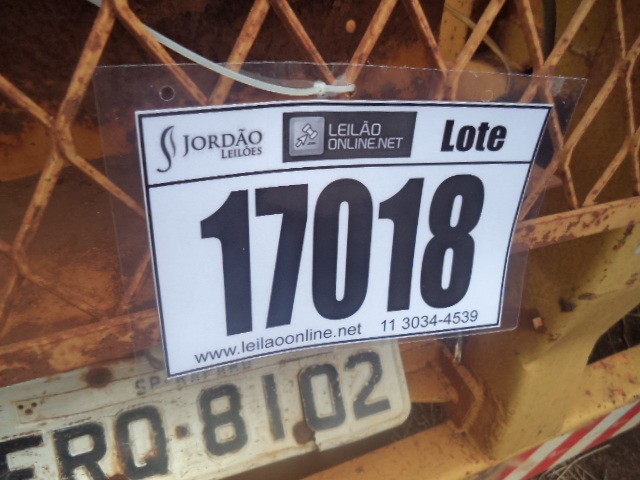 JORDÃO
LEILÕES
LEILÃO
ONLINE.NET
Lote
17018
www.leilaoonline.net 11 3034-4539
FRQ-8102